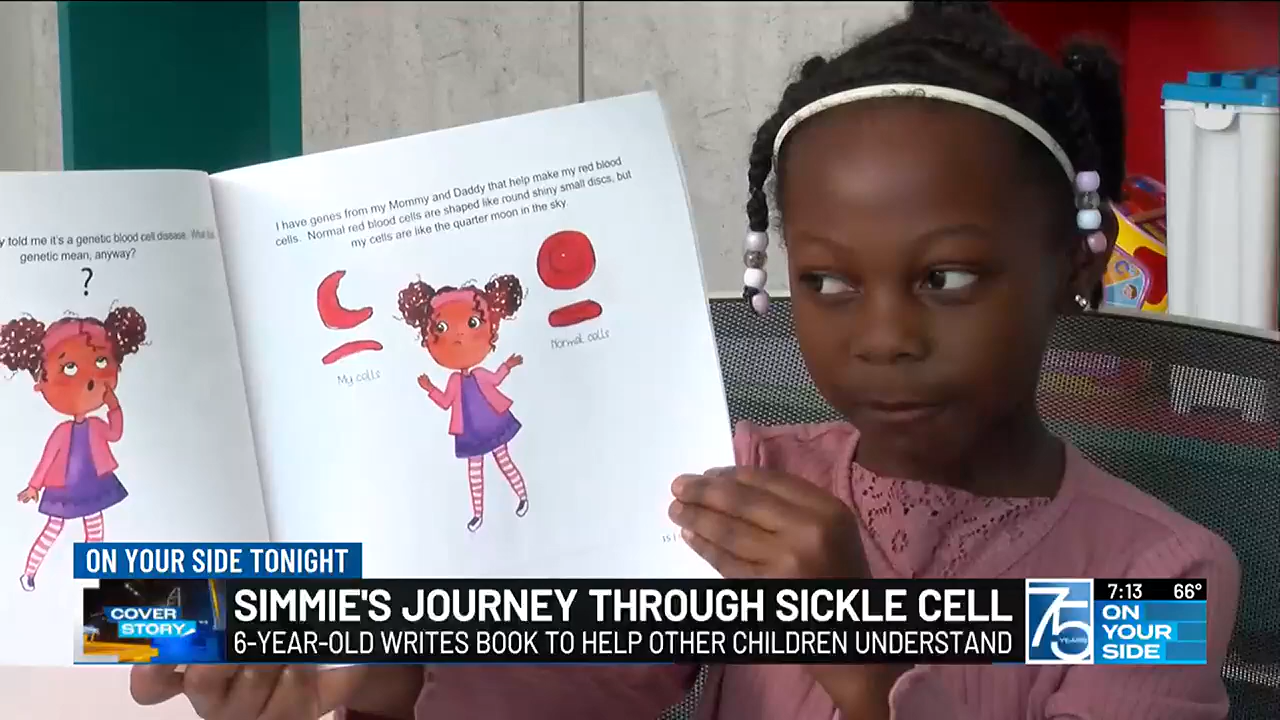 I have genes from my Mommy and Daddy that help make my red blood
cells. Normal red blood cells are shaped like round shiny small discs, but
my cells are like the quarter moon in the sky.
y told me it's a genetic blood cell disease. What
genetic mean, anyway?
?
My cells
Normal cells
15 |
ON YOUR SIDE TONIGHT
COVER
STORY
SIMMIE'S JOURNEY THROUGH SICKLE CELL
6-YEAR-OLD WRITES BOOK TO HELP OTHER CHILDREN UNDERSTAND
75
YEARS
7:13 66°
ON
YOUR
SIDE